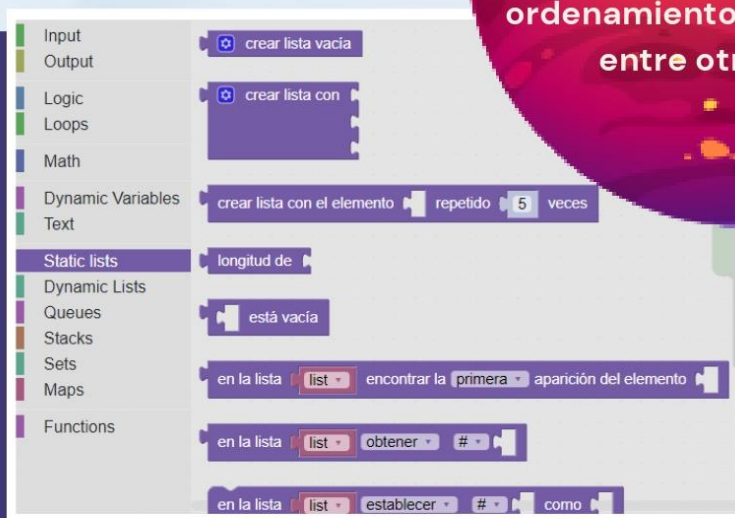 ordenamiento
entre otr
Input
Output
Logic
Loops
Math
Dynamic Variables
Text
Static lists
Dynamic Lists
Queues
Stacks
Sets
Maps
Functions
crear lista vacía
crear lista con
crear lista con el elemento repetido 5 veces
longitud de
está vacía
en la lista list encontrar la primera aparición del elemento
en la lista list obtener #
en la lista list establecer # como